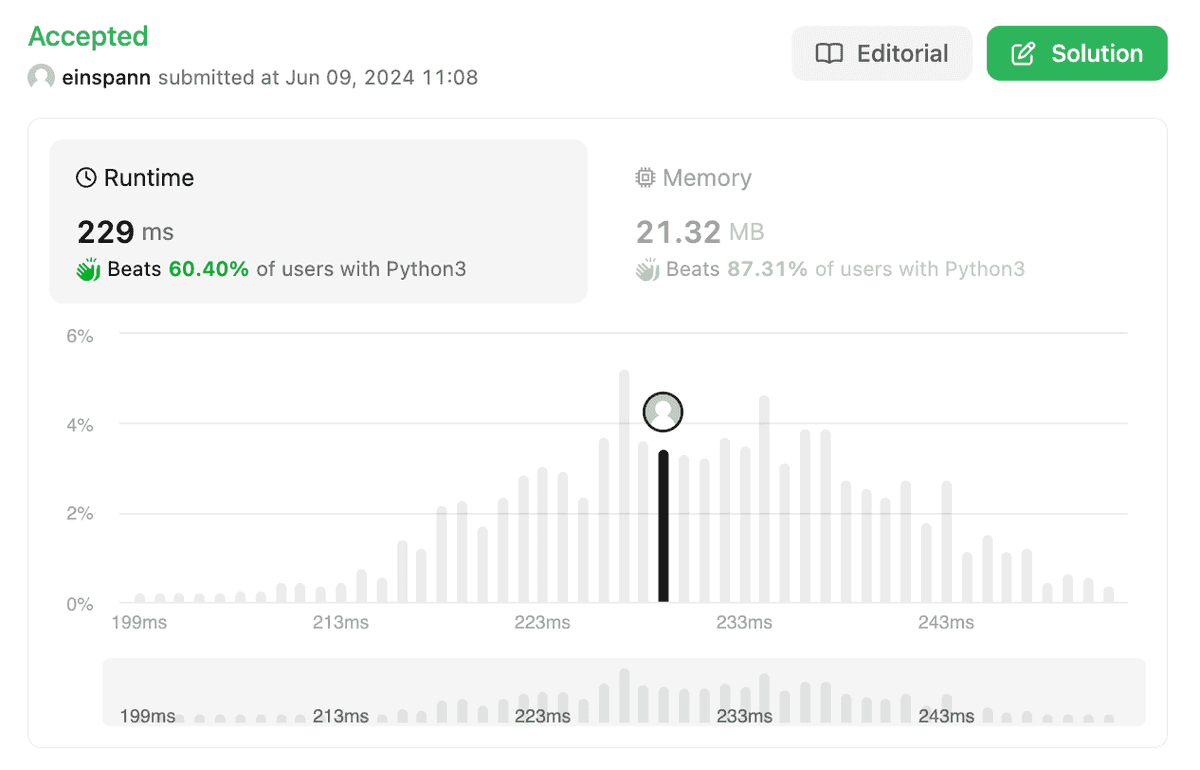 Accepted
einspann submitted at Jun 09, 2024 11:08
Editorial
Solution
Runtime
229 ms
Beats 60.40% of users with Python3
Memory
21.32 MB
Beats 87.31% of users with Python3
6%
4%
2%
0%
199ms 213ms 223ms 233ms 243ms
199ms 213ms 223ms 233ms 243ms